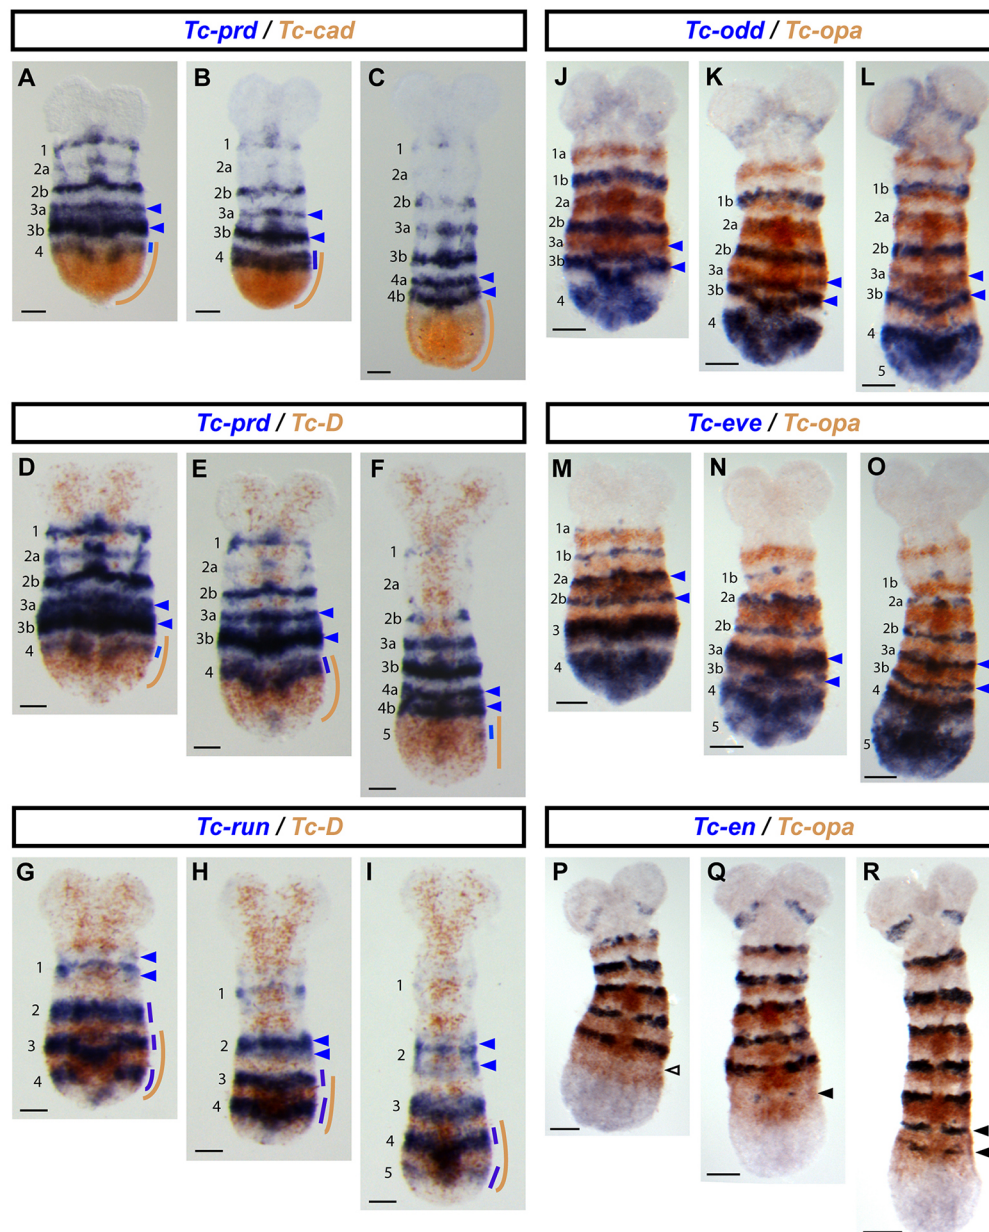 Tc-prd / Tc-cad
A
1
2a
2b
3a
3b
4
B
2b
3a
3b
4
C
1
2a
2b
3a
3b
4a
4b
Tc-odd / Tc-opa
J
1a
1b
2a
2b
3a
3b
4
K
1b
2a
2b
3a
3b
4
L
1b
2a
2b
3a
3b
4
5
Tc-prd / Tc-D
D
1
2a
2b
3a
3b
4
E
1
2a
2b
3a
3b
4
F
1
2a
2b
3a
3b
4a
4b
5
Tc-eve / Tc-opa
M
1a
1b
2a
2b
3
4
N
1b
2a
2b
3a
3b
4
5
O
1b
2a
2b
3a
3b
4
5
Tc-run / Tc-D
G
1
2
3
4
H
1
2
3
4
I
1
2
3
4
5
Tc-en / Tc-opa
P
Q
R